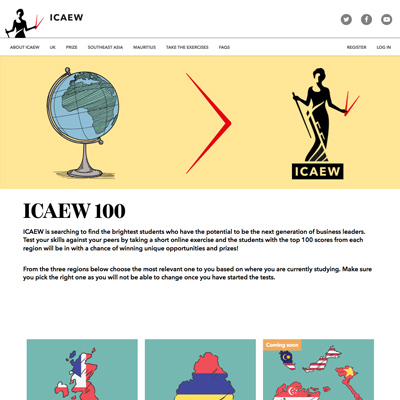 ICAEW
ABOUT ICAEW UK PRIZE SOUTHEAST ASIA MAURITIUS TAKE THE EXERCISES FAQS REGISTER LOG IN
ICAEW
ICAEW 100
ICAEW is searching to find the brightest students who have the potential to be the next generation of business leaders.
Test your skills against your peers by taking a short online exercise and the students with the top 100 scores from each
region will be in with a chance of winning unique opportunities and prizes!
From the three regions below choose the most relevant one to you based on where you are currently studying. Make sure
you pick the right one as you will not be able to change once you have started the tests.
Coming soon